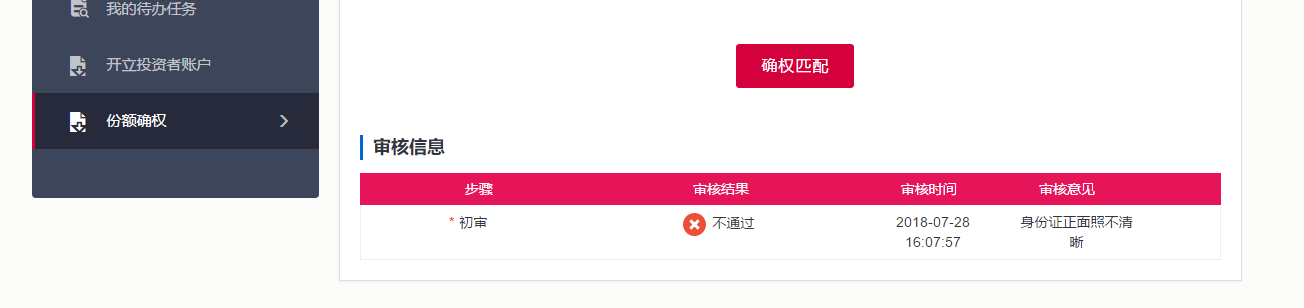 我的待办任务
开立投资者账户
份额确权
确权匹配
审核信息
步骤 审核结果 审核时间 审核意见
* 初审 不通过 2018-07-28 身份证正面照不清
16:07:57 晰